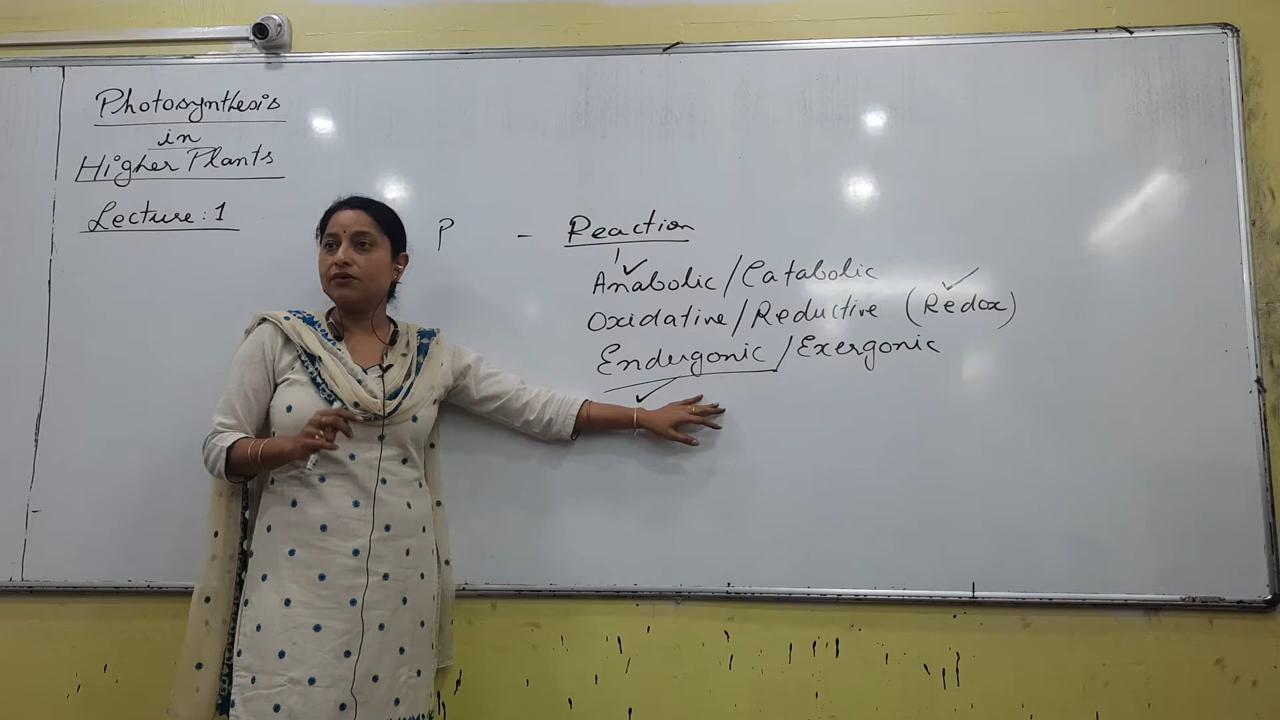 Photosynthesis
in
Higher Plants
Lecture : 1
P - Reaction
Anabolic / Catabolic
Oxidative / Reductive (Redox)
Endergonic / Exergonic